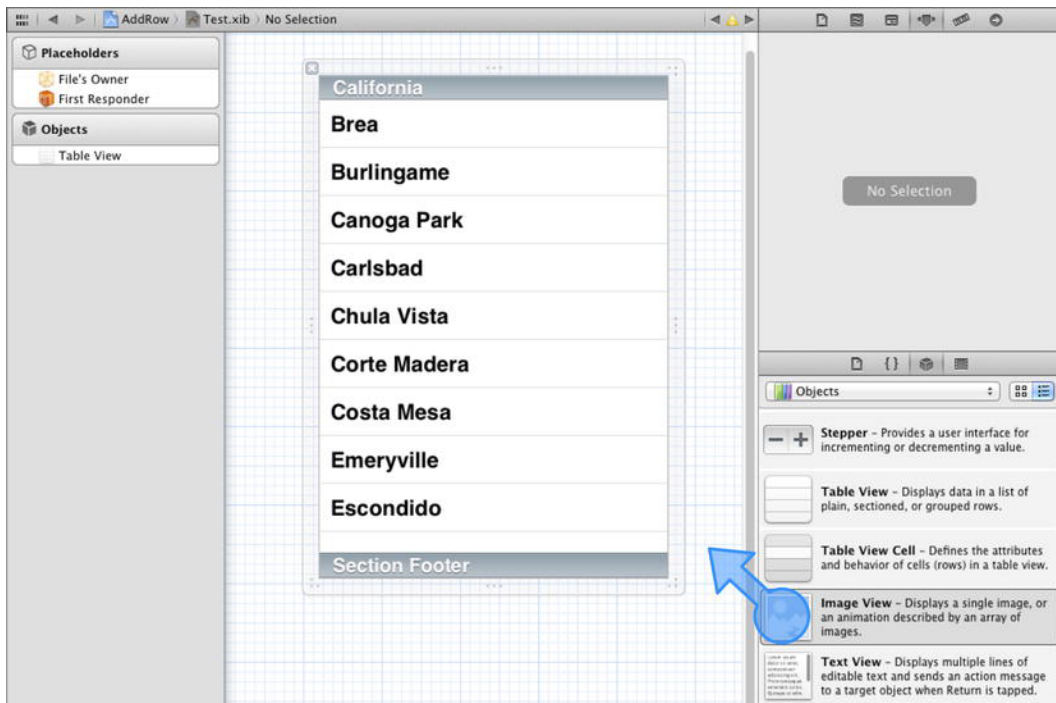 AddRow
Test.xib
No Selection
Placeholders
File's Owner
First Responder
Objects
Table View
California
Brea
Burlingame
Canoga Park
Carlsbad
Chula Vista
Corte Madera
Costa Mesa
Emeryville
Escondido
Section Footer
No Selection
{}
Objects
Stepper – Provides a user interface for
incrementing or decrementing a value.
Table View – Displays data in a list of
plain, sectioned, or grouped rows.
Table View Cell – Defines the attributes
and behavior of cells (rows) in a table view.
Image View – Displays a single image, or
an animation described by an array of
images.
Text View – Displays multiple lines of
editable text and sends an action message
to a target object when Return is tapped.